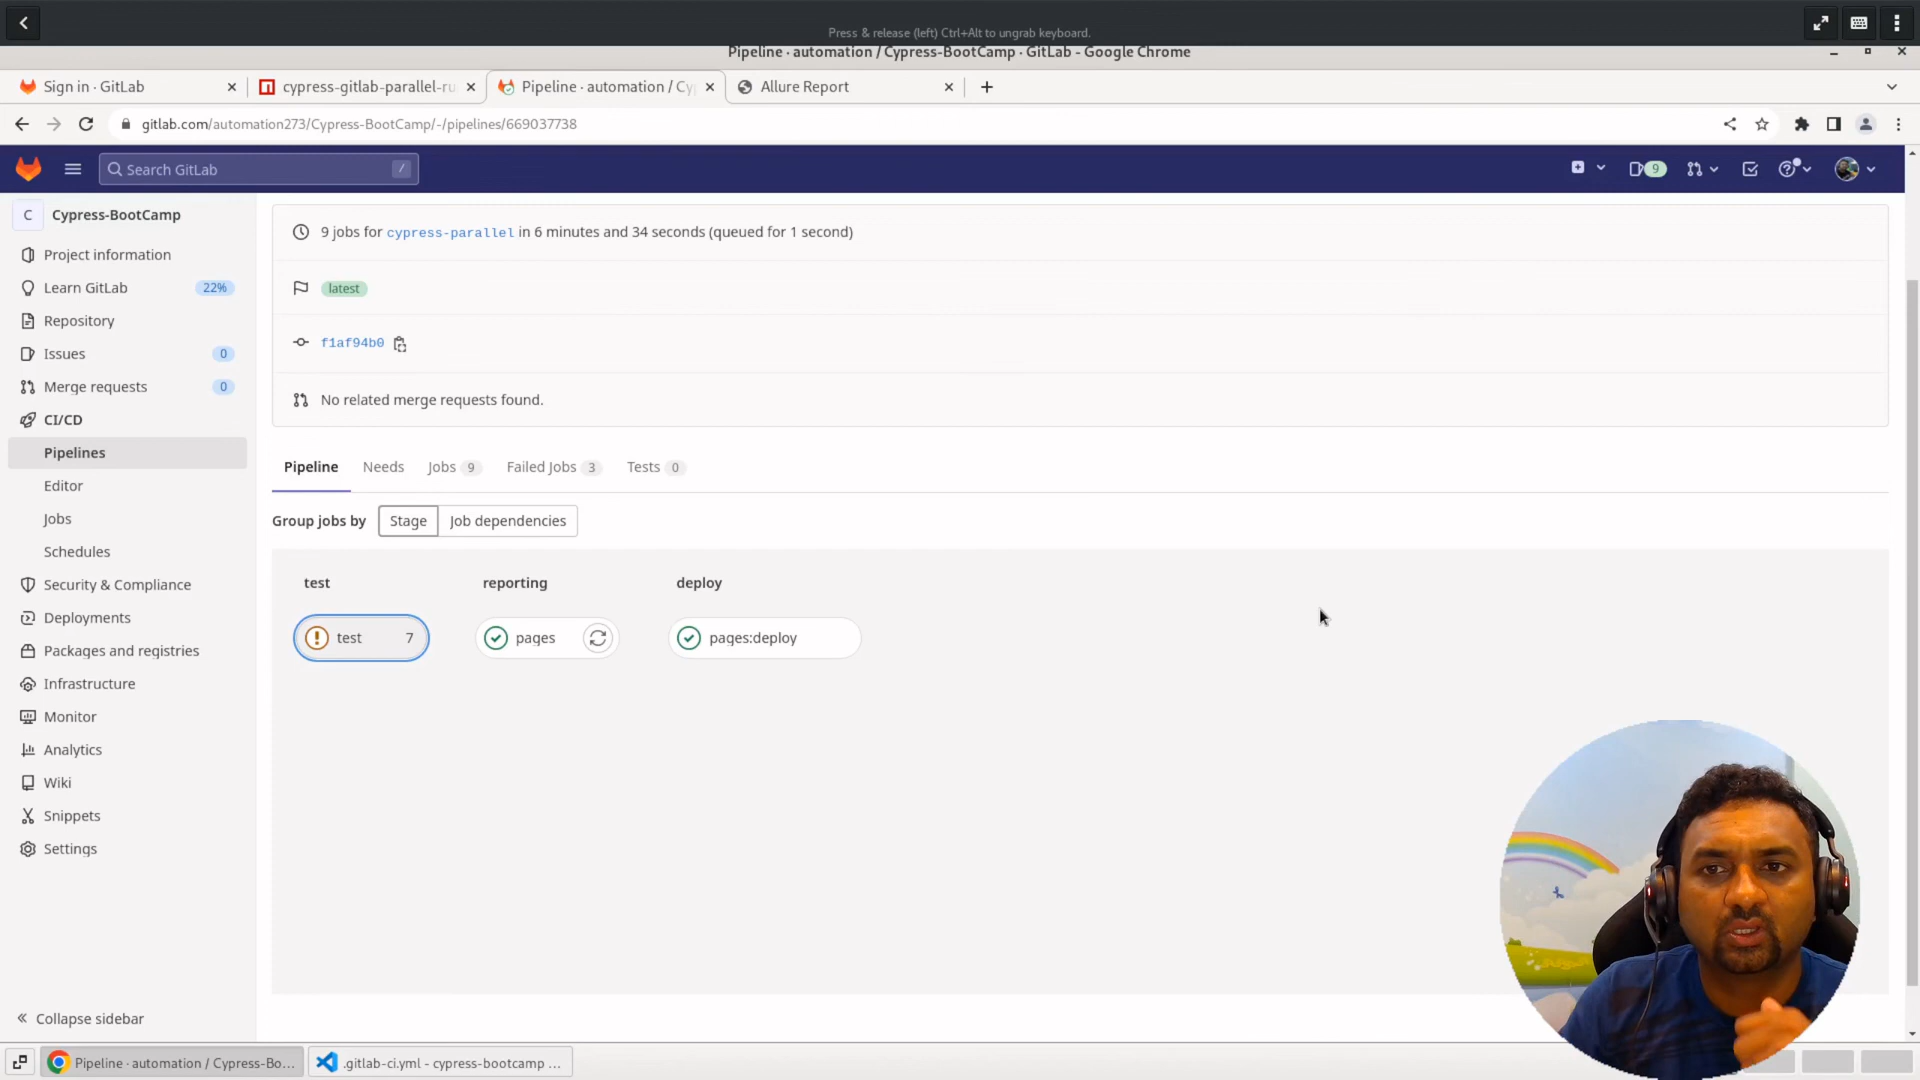 Press & release (left) Ctrl+Alt to ungrab keyboard.
Pipeline · automation / Cypress-BootCamp · GitLab - Google Chrome
Sign in · GitLab
cypress-gitlab-parallel-ru
Pipeline · automation / Cy
Allure Report
gitlab.com/automation273/Cypress-BootCamp/-/pipelines/669037738
Search GitLab
/
9
C
Cypress-BootCamp
Project information
Learn GitLab
22%
Repository
Issues
0
Merge requests
0
CI/CD
Pipelines
Editor
Jobs
Schedules
Security & Compliance
Deployments
Packages and registries
Infrastructure
Monitor
Analytics
Wiki
Snippets
Settings
Collapse sidebar
9 jobs for cypress-parallel in 6 minutes and 34 seconds (queued for 1 second)
latest
f1af94b0
No related merge requests found.
Pipeline
Needs
Jobs 9
Failed Jobs 3
Tests 0
Group jobs by
Stage
Job dependencies
test
reporting
deploy
test 7
pages
pages:deploy
Pipeline · automation / Cypress-Bo...
.gitlab-ci.yml - cypress-bootcamp ...